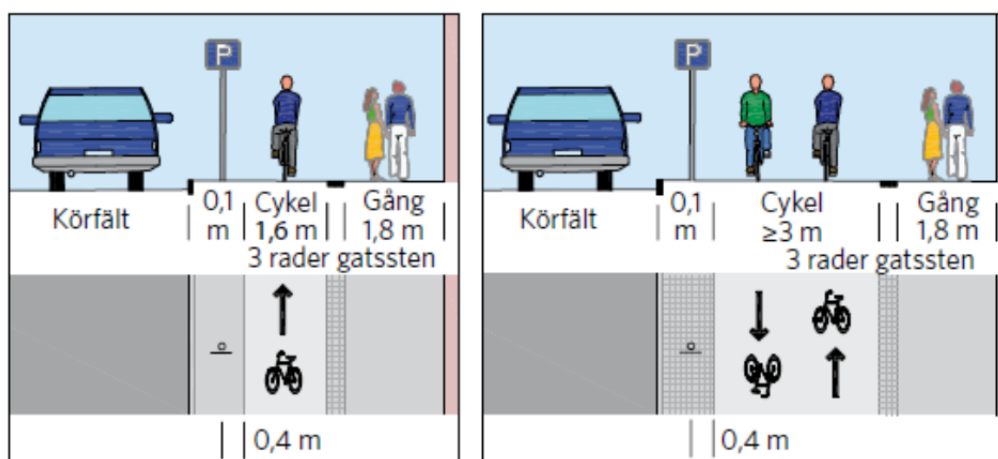 P
0,1
m
Cykel
1,6 m
Gång
1,8 m
Körfält
3 rader gatssten
0,4 m
P
0,1
m
Cykel
≥3 m
Gång
1,8 m
Körfält
3 rader gatssten
0,4 m